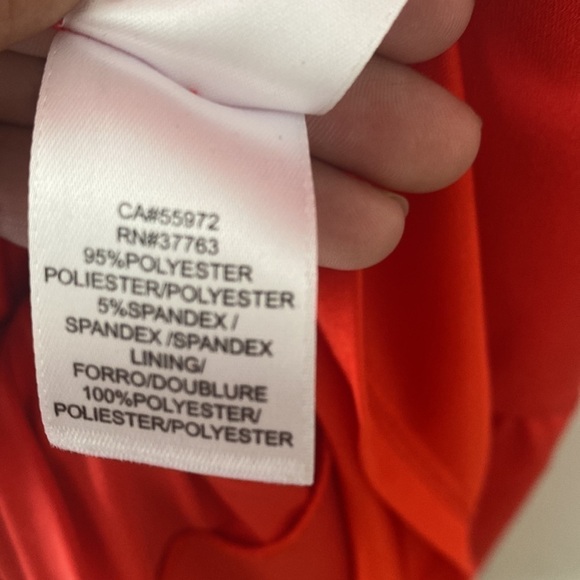 CA#55972
RN#37763
95%POLYESTER
POLIESTER/POLYESTER
5%SPANDEX /
SPANDEX /SPANDEX
LINING/
FORRO/DOUBLURE
100%POLYESTER/
POLIESTER/POLYESTER